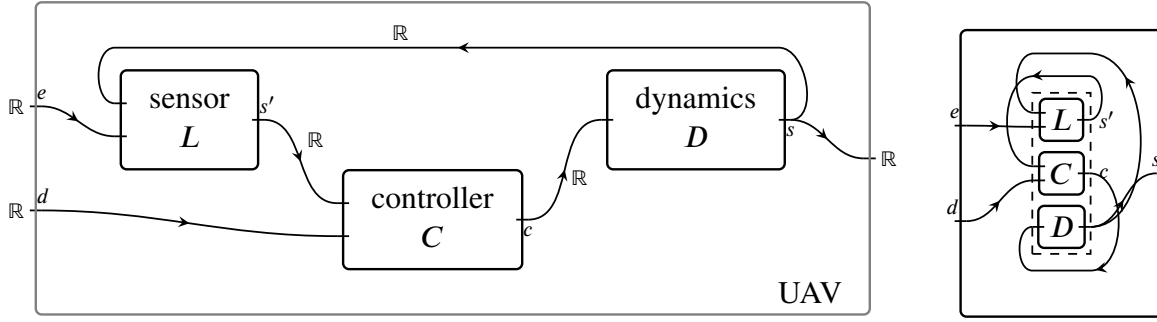 ℝ
e
sensor
L
s′
ℝ
dynamics
D
s
ℝ
ℝ
ℝ
ℝ
d
controller
C
c
UAV
e
L
s′
C
c
s
d
D